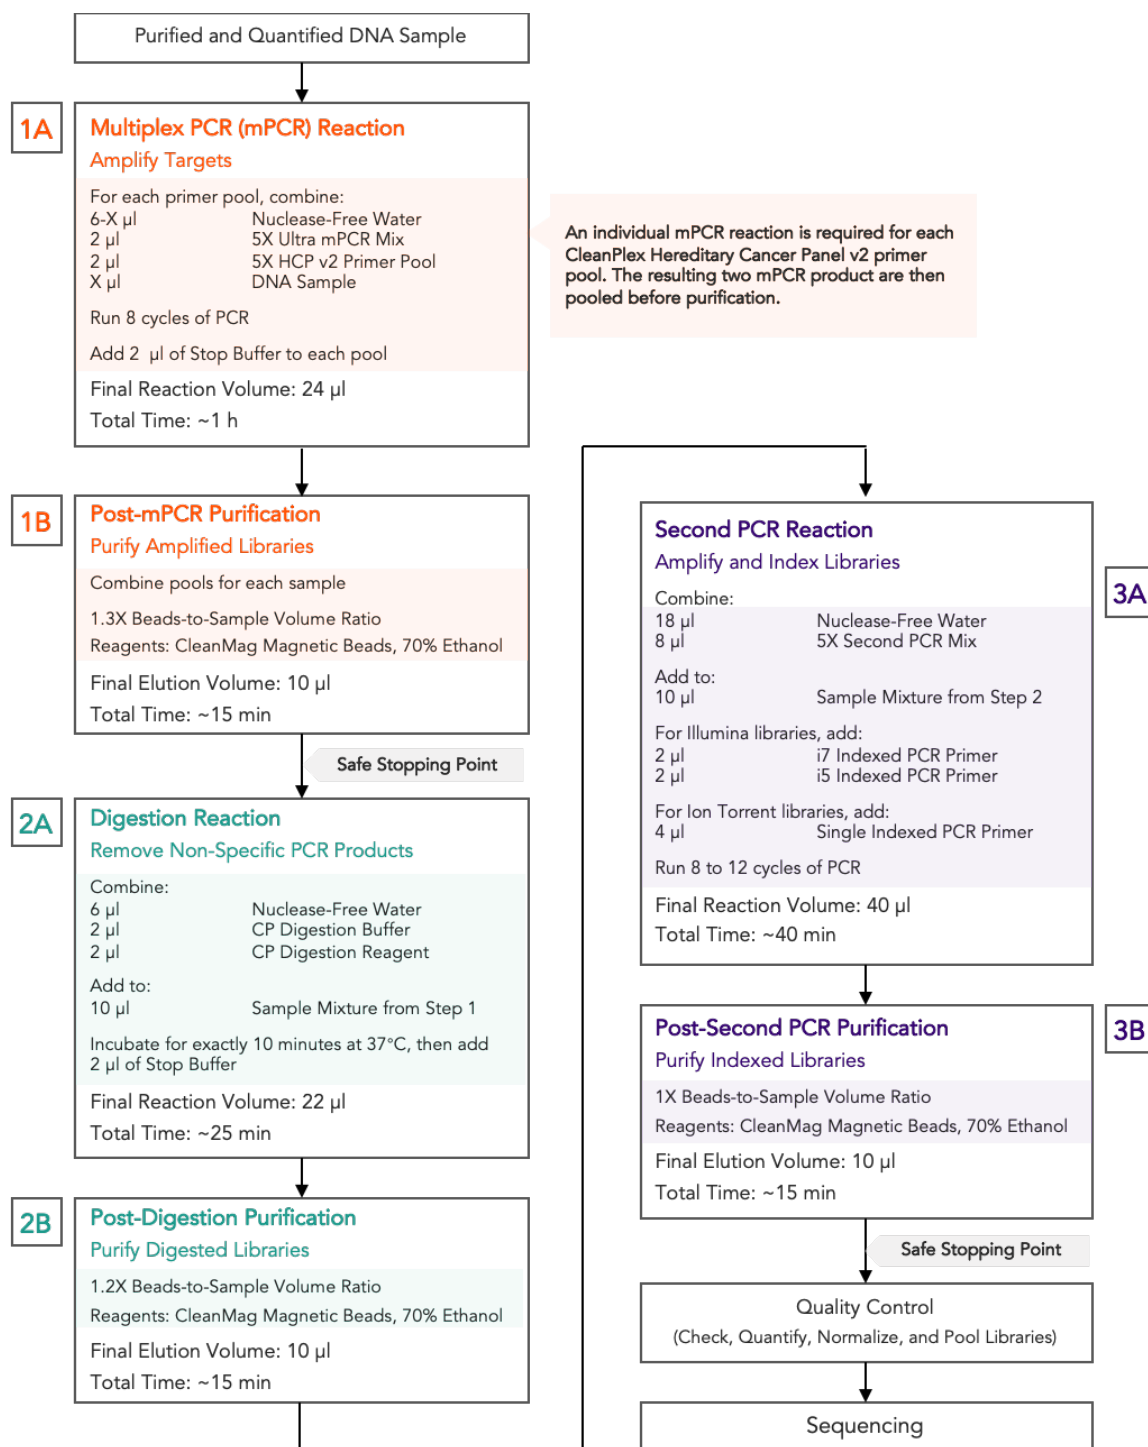 Purified and Quantified DNA Sample
1A
Multiplex PCR (mPCR) Reaction
Amplify Targets
For each primer pool, combine:
6-X µl Nuclease-Free Water
2 µl 5X Ultra mPCR Mix
2 µl 5X HCP v2 Primer Pool
X µl DNA Sample
Run 8 cycles of PCR
Add 2 µl of Stop Buffer to each pool
Final Reaction Volume: 24 µl
Total Time: ~1 h
An individual mPCR reaction is required for each
CleanPlex Hereditary Cancer Panel v2 primer
pool. The resulting two mPCR product are then
pooled before purification.
1B
Post-mPCR Purification
Purify Amplified Libraries
Combine pools for each sample
1.3X Beads-to-Sample Volume Ratio
Reagents: CleanMag Magnetic Beads, 70% Ethanol
Final Elution Volume: 10 µl
Total Time: ~15 min
Safe Stopping Point
2A
Digestion Reaction
Remove Non-Specific PCR Products
Combine:
6 µl Nuclease-Free Water
2 µl CP Digestion Buffer
2 µl CP Digestion Reagent
Add to:
10 µl Sample Mixture from Step 1
Incubate for exactly 10 minutes at 37°C, then add
2 µl of Stop Buffer
Final Reaction Volume: 22 µl
Total Time: ~25 min
2B
Post-Digestion Purification
Purify Digested Libraries
1.2X Beads-to-Sample Volume Ratio
Reagents: CleanMag Magnetic Beads, 70% Ethanol
Final Elution Volume: 10 µl
Total Time: ~15 min
3A
Second PCR Reaction
Amplify and Index Libraries
Combine:
18 µl Nuclease-Free Water
8 µl 5X Second PCR Mix
Add to:
10 µl Sample Mixture from Step 2
For Illumina libraries, add:
2 µl i7 Indexed PCR Primer
2 µl i5 Indexed PCR Primer
For Ion Torrent libraries, add:
4 µl Single Indexed PCR Primer
Run 8 to 12 cycles of PCR
Final Reaction Volume: 40 µl
Total Time: ~40 min
3B
Post-Second PCR Purification
Purify Indexed Libraries
1X Beads-to-Sample Volume Ratio
Reagents: CleanMag Magnetic Beads, 70% Ethanol
Final Elution Volume: 10 µl
Total Time: ~15 min
Safe Stopping Point
Quality Control
(Check, Quantify, Normalize, and Pool Libraries)
Sequencing